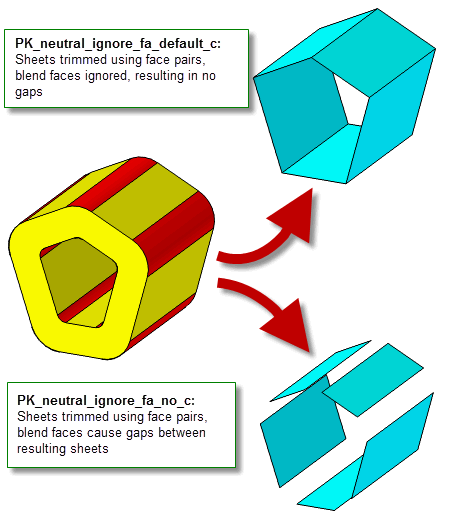 PK_neutral_ignore_fa_default_c:
Sheets trimmed using face pairs,
blend faces ignored, resulting in no
gaps
PK_neutral_ignore_fa_no_c:
Sheets trimmed using face pairs,
blend faces cause gaps between
resulting sheets